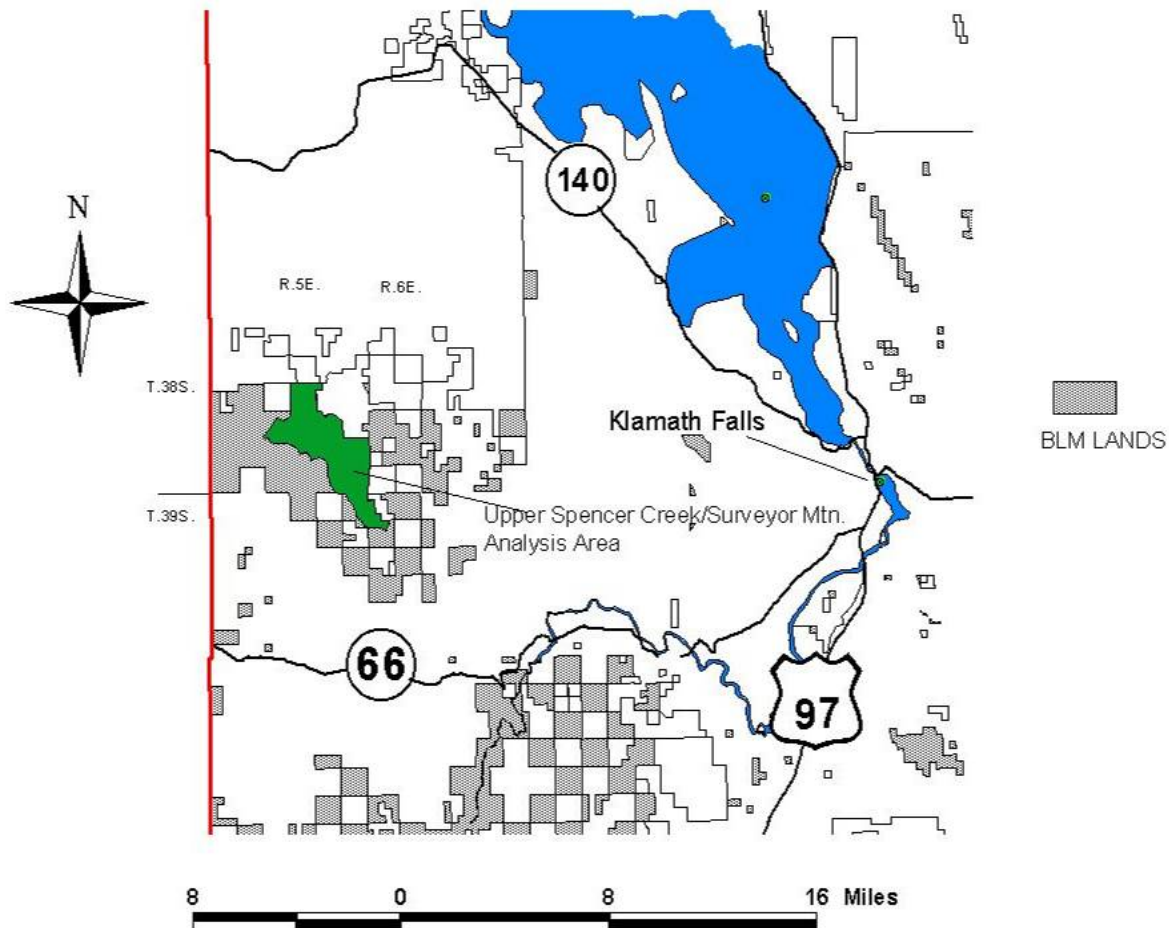 140
N
R.5E.
R.6E.
T.38S.
Klamath Falls
BLM LANDS
T.39S.
Upper Spencer Creek/Surveyor Mtn.
Analysis Area
66
97
8 0 8 16 Miles